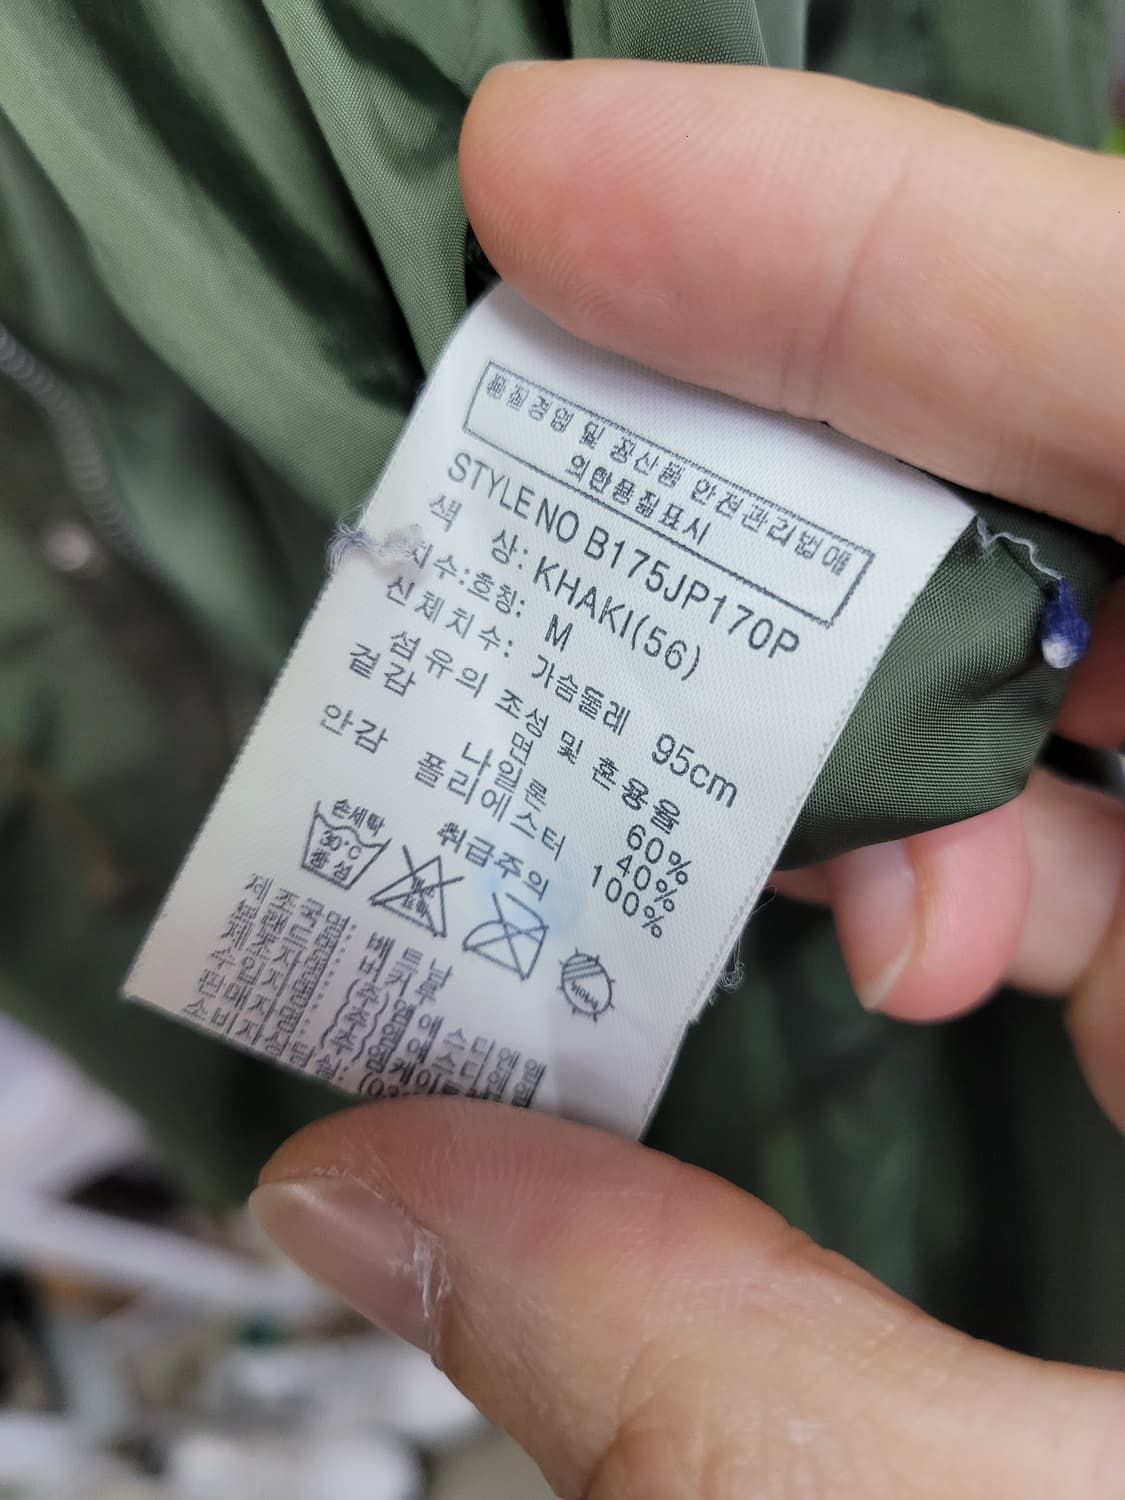 품질경영 및 공산품 안전관리법에
의한품질표시
STYLE NO B175JP170P
색 상: KHAKI(56)
치수:호칭: M
신체치수: 가슴둘레 95cm
섬유의 조성 및 혼용율
겉감 면 60%
나일론 40%
안감 폴리에스터 100%
취급주의
손세탁
30°C
중성
제조국명: 베트남